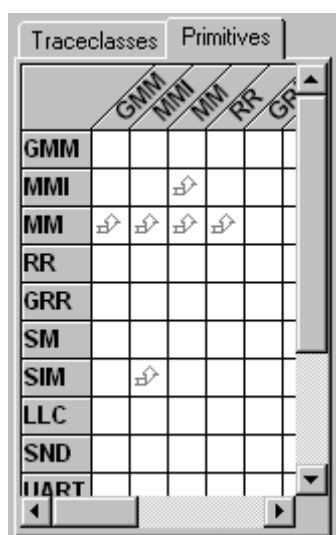 Traceclasses Primitives
GMM MMI MM RR GR
GMM
MMI
MM
RR
GRR
SM
SIM
LLC
SND
UART